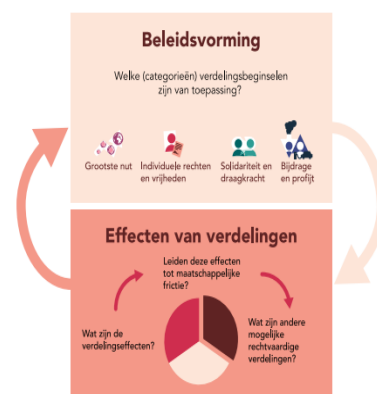 Beleidsvorming
Welke (categorieën) verdelingsbeginselen
zijn van toepassing?
Grootste nut
Individuele rechten
en vrijheden
Solidariteit en
draagkracht
Bijdrage
en profijt
Effecten van verdelingen
Leiden deze effecten
tot maatschappelijke
frictie?
Wat zijn de
verdelingseffecten?
Wat zijn andere
mogelijke
rechtvaardige
verdelingen?